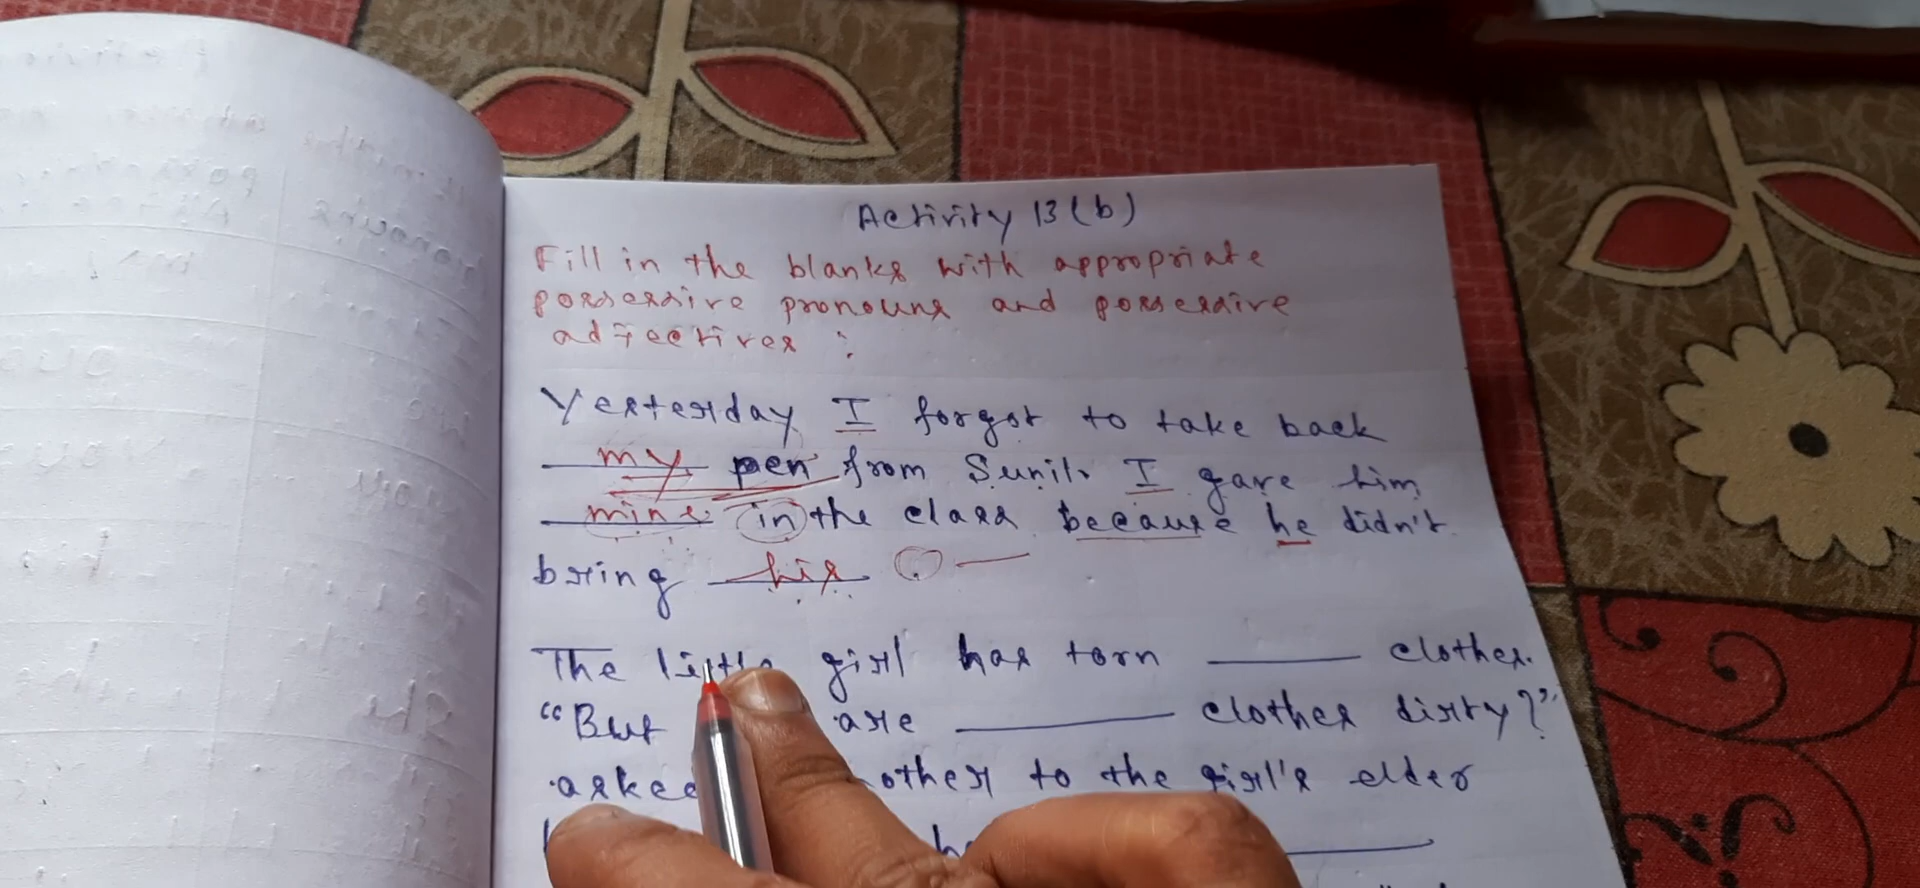 Activity 13 (b)
Fill in the blanks with appropriate
possessive pronouns and possessive
adjectives :
Yesterday I forgot to take back
my pen from Sunil. I gave him
mine in the class because he didn't
bring his .
The little girl has torn ______ clothes.
"But are ______ clothes dirty?"
asked to the girl's elder